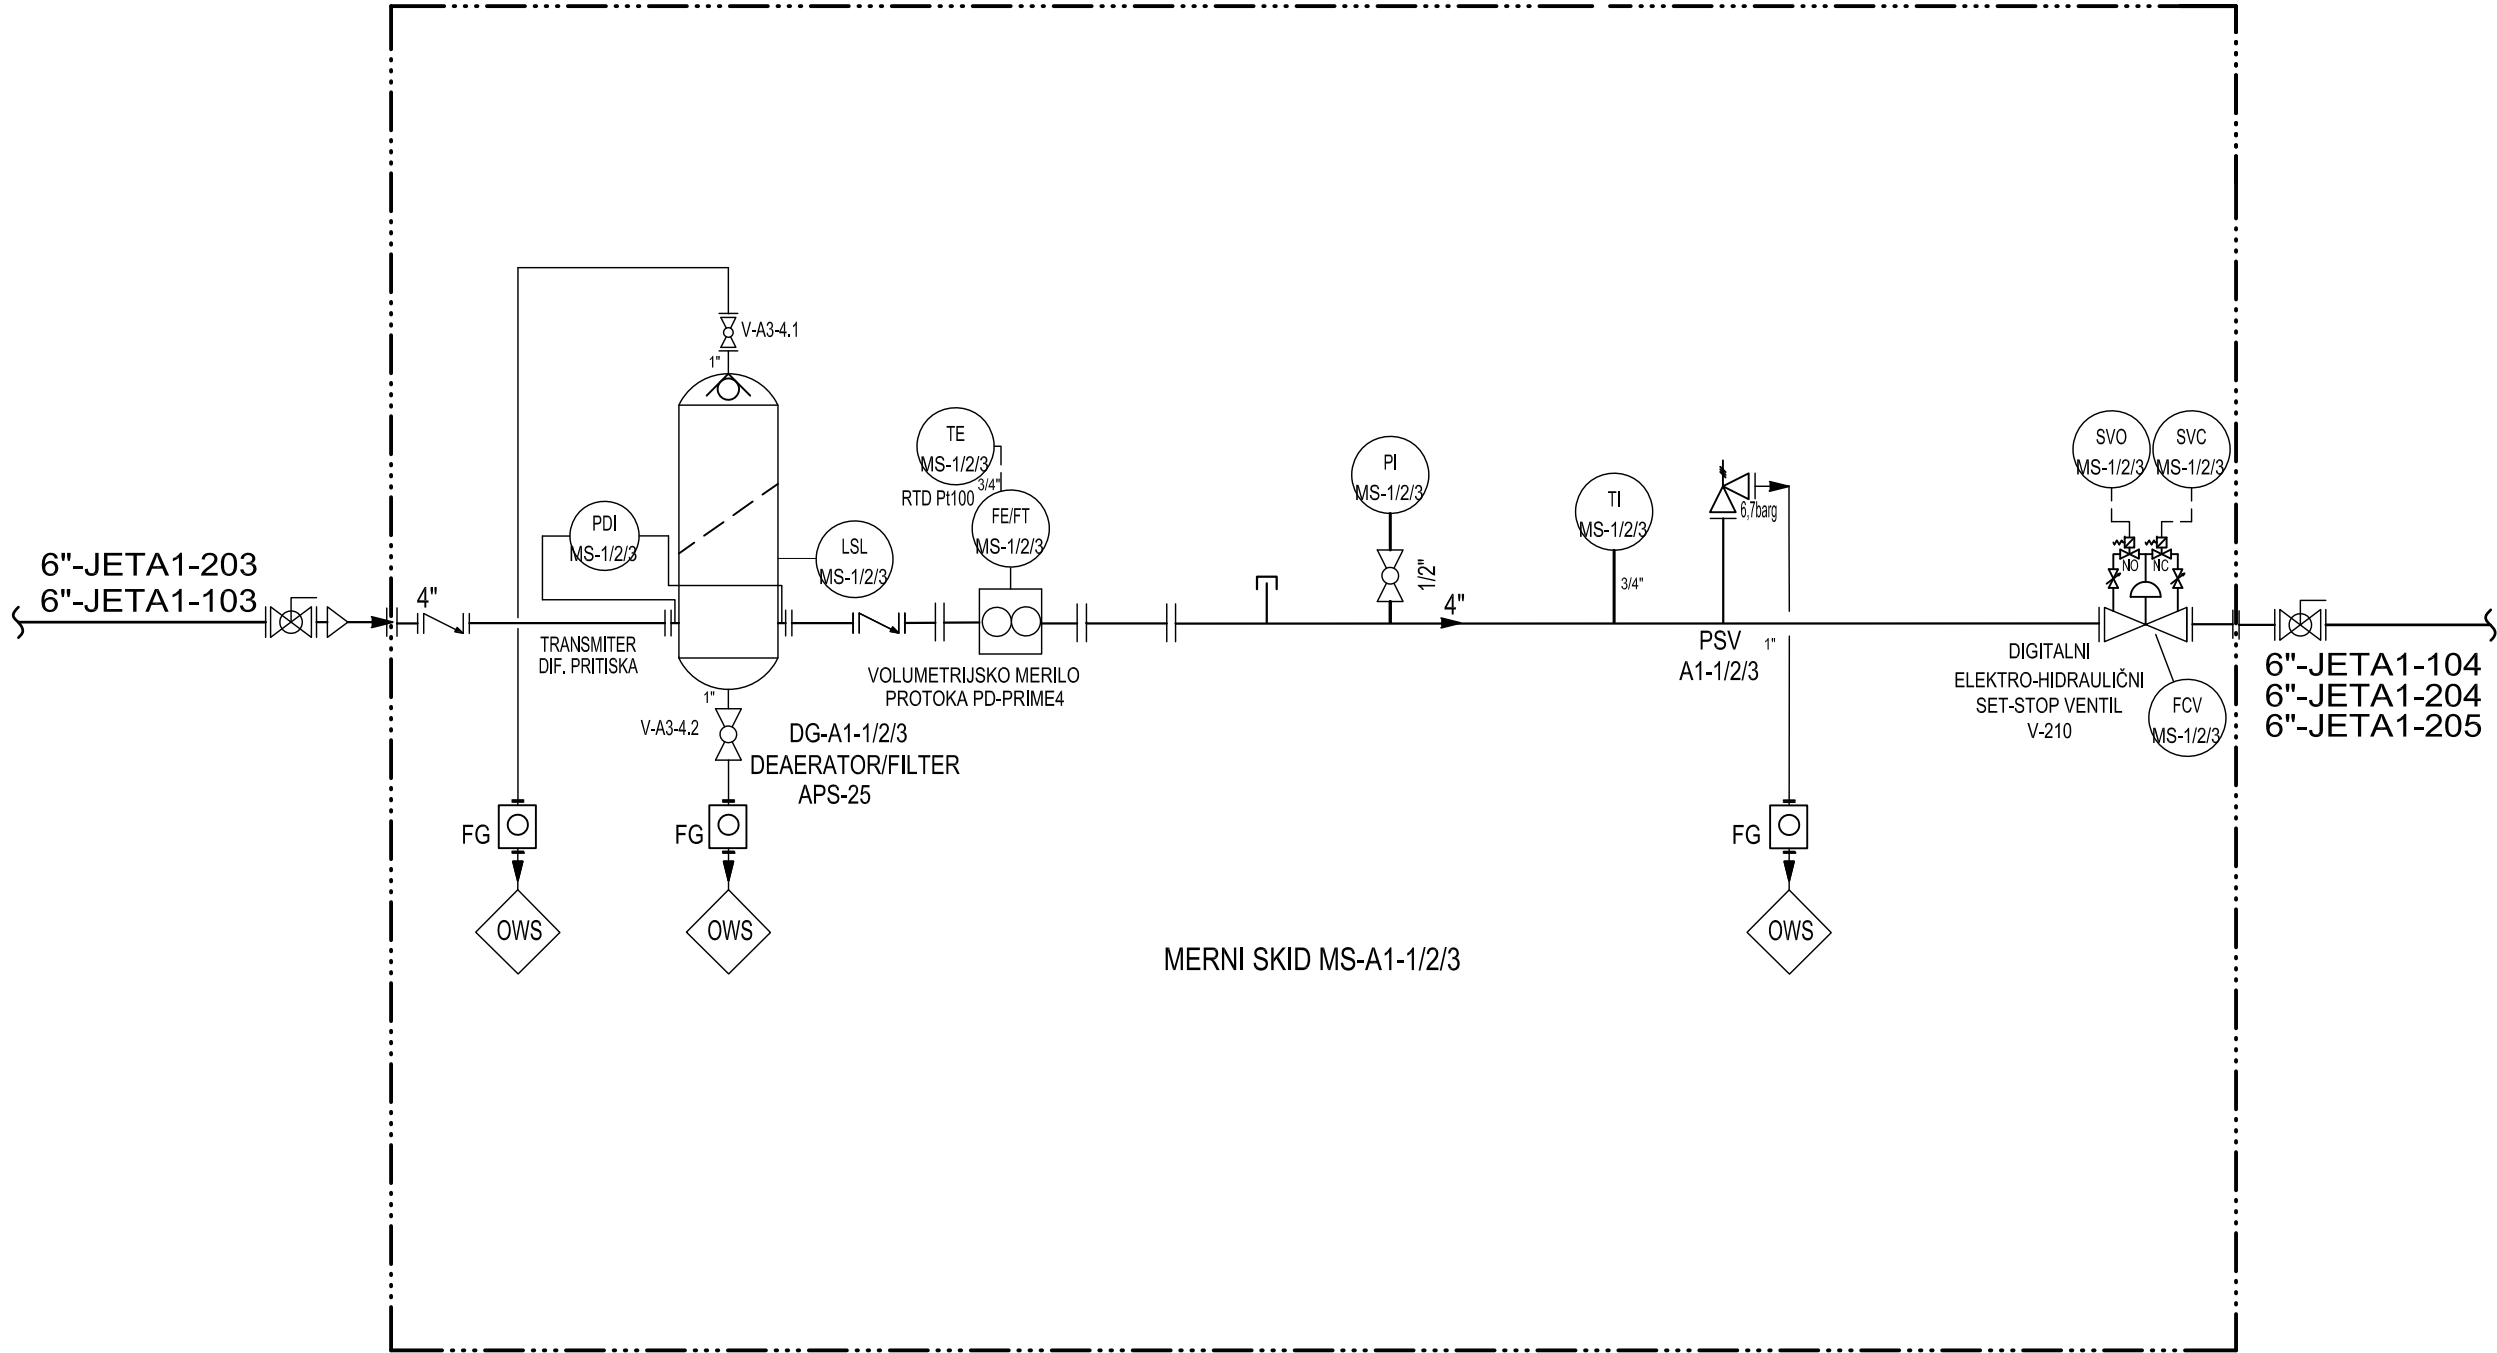 V-A3-4.1
1"
TE
MS-1/2/3
RTD Pt100
3/4"
FE/FT
MS-1/2/3
PI
MS-1/2/3
1/2"
TI
MS-1/2/3
3/4"
6,7barg
SVO
MS-1/2/3
SVC
MS-1/2/3
NO
NC
PDI
MS-1/2/3
LSL
MS-1/2/3
6"-JETA1-203
6"-JETA1-103
4"
4"
TRANSMITER
DIF. PRITISKA
VOLUMETRIJSKO MERILO
PROTOKA PD-PRIME4
PSV
A1-1/2/3
1"
DIGITALNI
ELEKTRO-HIDRAULIČNI
SET-STOP VENTIL
V-210
FCV
MS-1/2/3
6"-JETA1-104
6"-JETA1-204
6"-JETA1-205
1"
V-A3-4.2
DG-A1-1/2/3
DEAERATOR/FILTER
APS-25
FG
FG
FG
OWS
OWS
OWS
MERNI SKID MS-A1-1/2/3